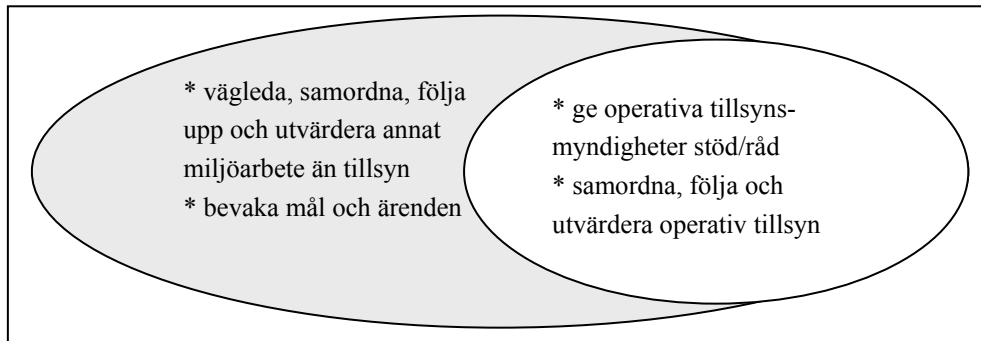 * vägleda, samordna, följa
upp och utvärdera annat
miljöarbete än tillsyn
* bevaka mål och ärenden
* ge operativa tillsyns-
myndigheter stöd/råd
* samordna, följa och
utvärdera operativ tillsyn